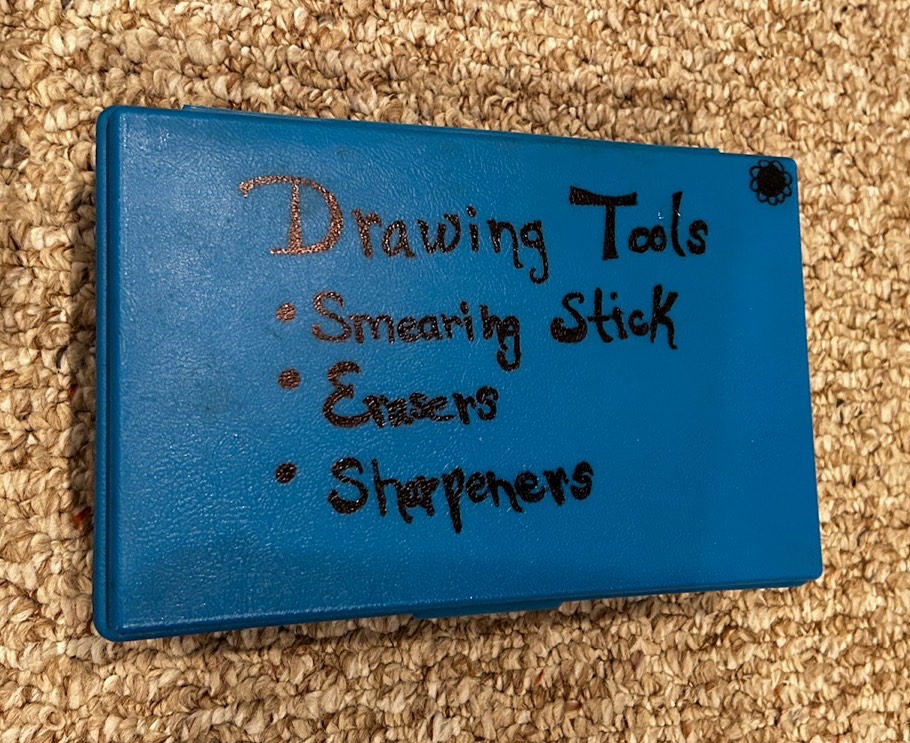 Drawing Tools
• Smearing Stick
• Erasers
• Sharpeners